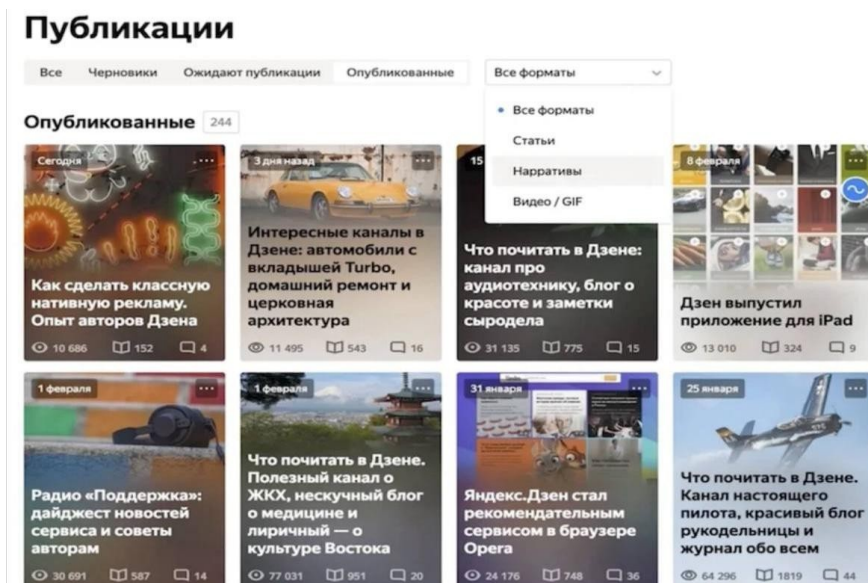 Публикации
Все Черновики Ожидают публикации Опубликованные Все форматы
Все форматы
Статьи
Нарративы
Видео / GIF
Опубликованные 244
Сегодня
Как сделать классную
нативную рекламу.
Опыт авторов Дзена
10 686 152 4
3 дня назад
Интересные каналы в
Дзене: автомобили с
вкладышей Turbo,
домашний ремонт и
церковная
архитектура
11 495 543 16
15
Что почитать в Дзене:
канал про
аудиотехнику, блог о
красоте и заметки
сыродела
31 135 775 15
8 февраля
Дзен выпустил
приложение для iPad
13 010 324 9
1 февраля
Радио «Поддержка»:
дайджест новостей
сервиса и советы
авторам
30 691 587 14
1 февраля
Что почитать в Дзене.
Полезный канал о
ЖКХ, нескучный блог
о медицине и
лиричный — о
культуре Востока
77 031 951 20
31 января
Яндекс.Дзен стал
рекомендательным
сервисом в браузере
Opera
24 176 748 36
25 января
Что почитать в Дзене.
Канал настоящего
пилота, красивый блог
рукодельницы и
журнал обо всем
64 296 1819 44